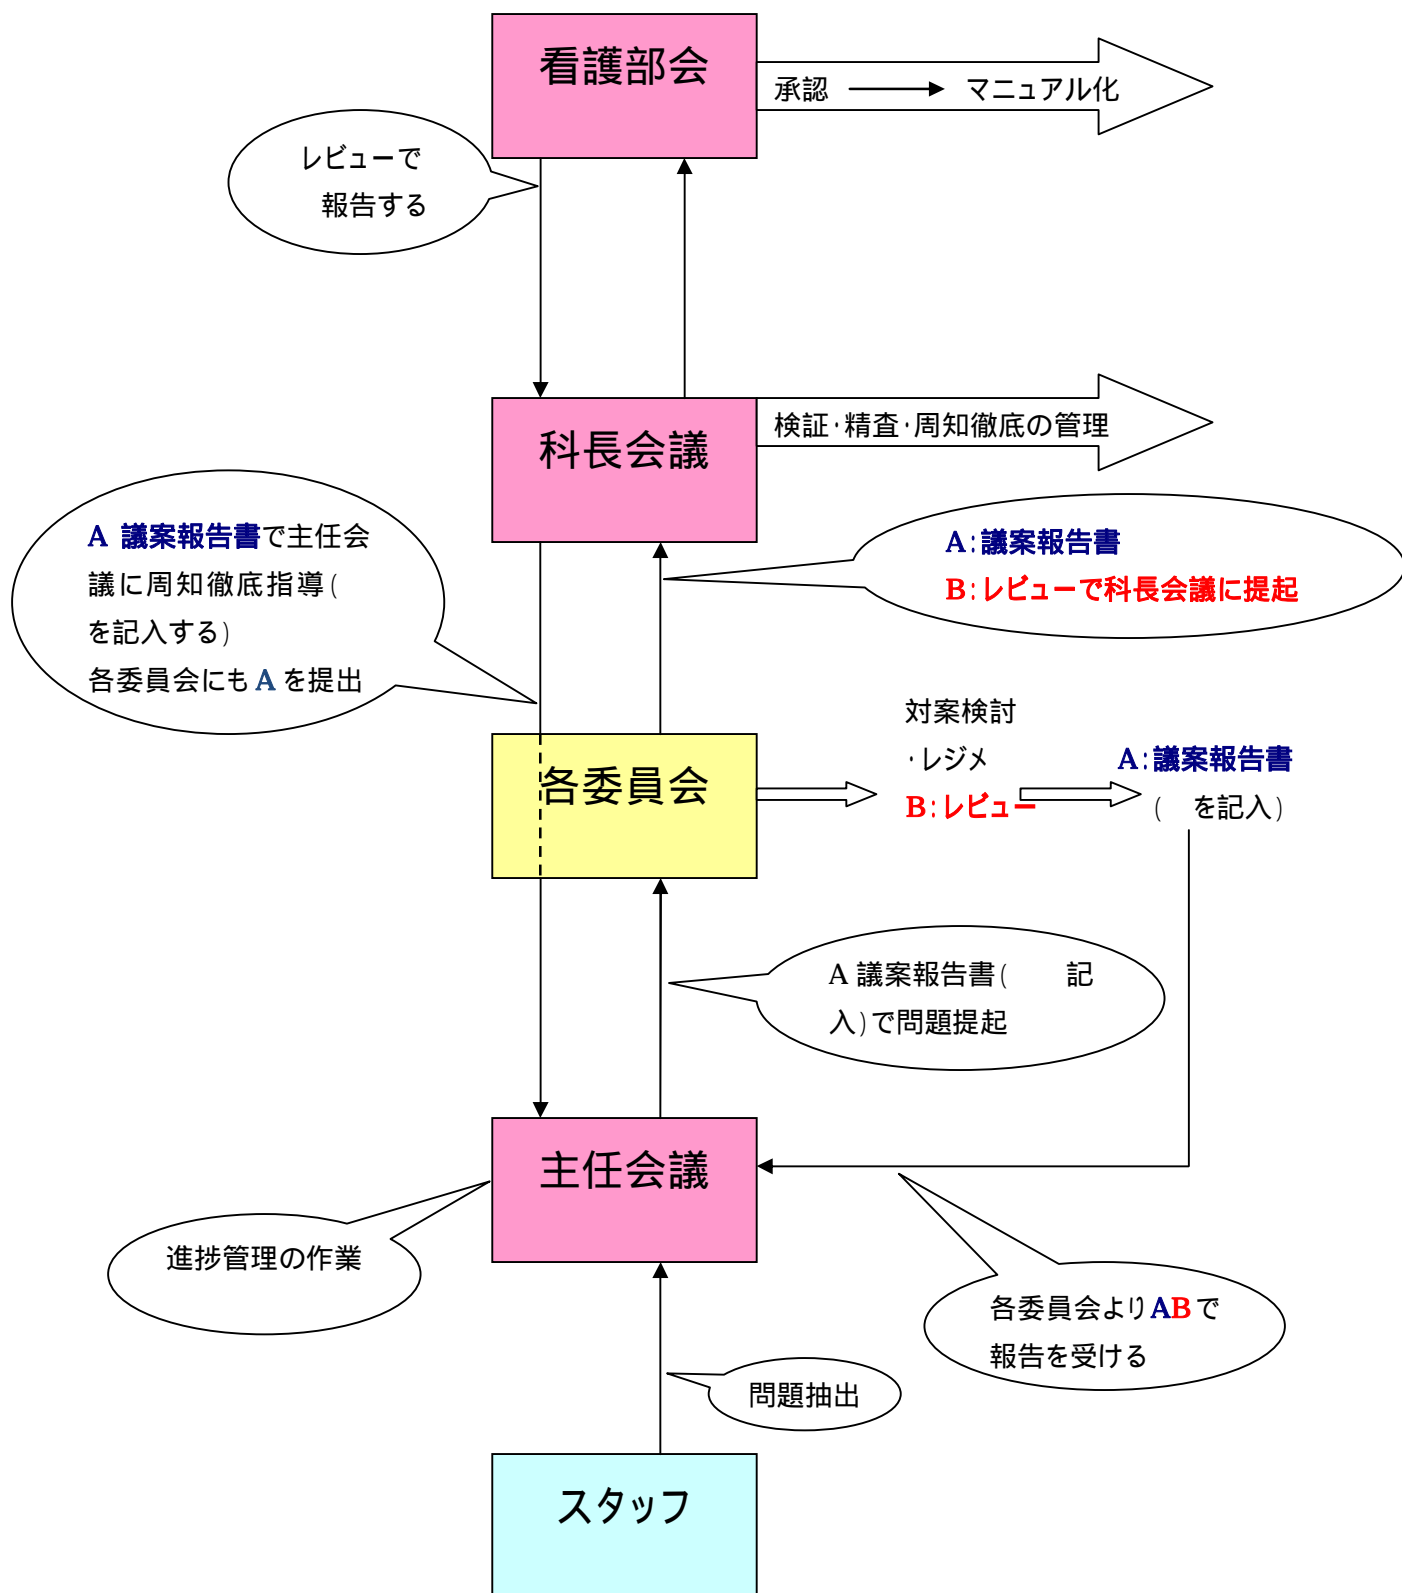 看護部会
承認 マニュアル化
レビューで
報告する
科長会議
検証・精査・周知徹底の管理
A 議案報告書で主任会
議に周知徹底指導(
を記入する)
各委員会にも A を提出
A:議案報告書
B:レビューで科長会議に提起
各委員会
対案検討
・レジメ
B:レビュー
A:議案報告書
( を記入)
A 議案報告書( 記
入)で問題提起
主任会議
進捗管理の作業
各委員会より AB で
報告を受ける
問題抽出
スタッフ